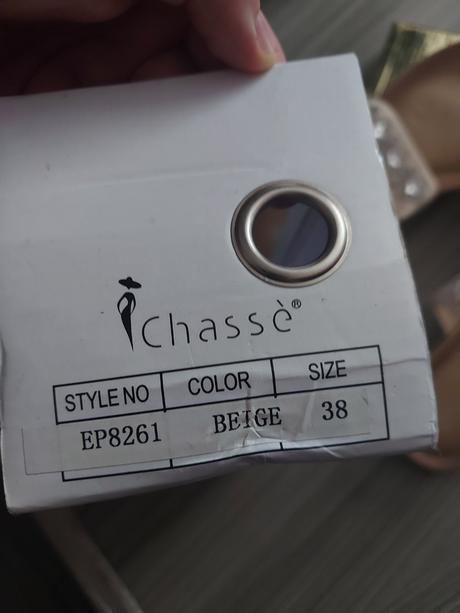 Chassè®
STYLE NO COLOR SIZE
EP8261 BEIGE 38